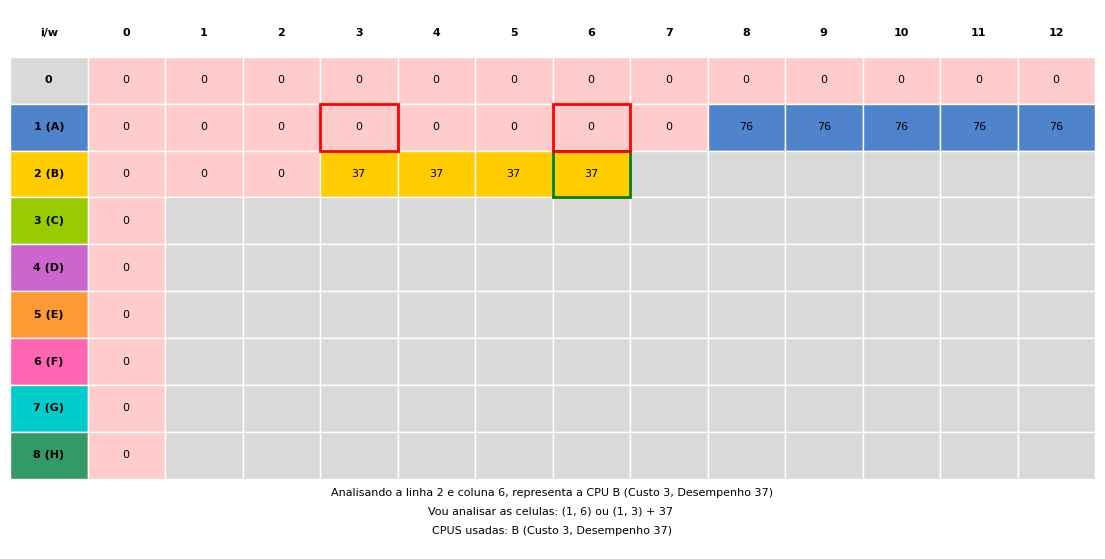 i/w 0 1 2 3 4 5 6 7 8 9 10 11 12
0 0 0 0 0 0 0 0 0 0 0 0 0 0
1 (A) 0 0 0 0 0 0 0 0 76 76 76 76 76
2 (B) 0 0 0 37 37 37 37
3 (C) 0
4 (D) 0
5 (E) 0
6 (F) 0
7 (G) 0
8 (H) 0
Analisando a linha 2 e coluna 6, representa a CPU B (Custo 3, Desempenho 37)
Vou analisar as celulas: (1, 6) ou (1, 3) + 37
CPUS usadas: B (Custo 3, Desempenho 37)